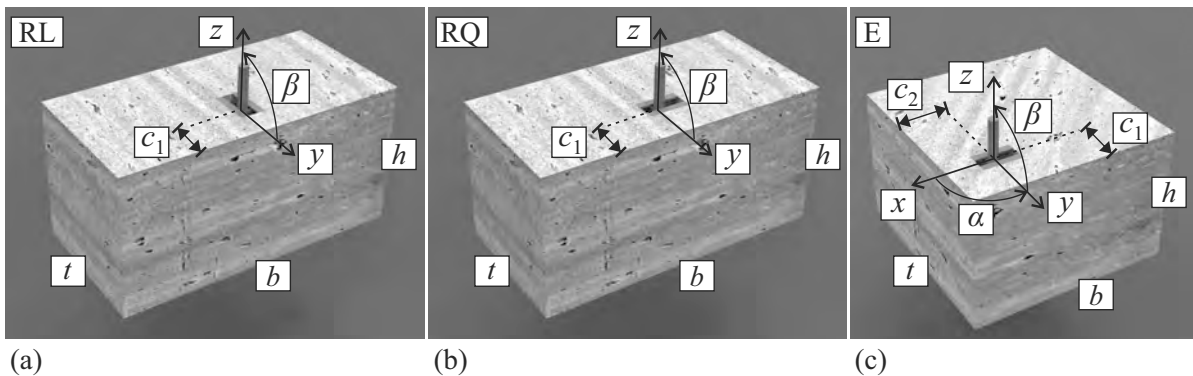 RL
z
β
c₁
y
h
t
b
(a)
RQ
z
β
c₁
y
h
t
b
(b)
E
z
c₂
β
c₁
x
α
y
h
t
b
(c)